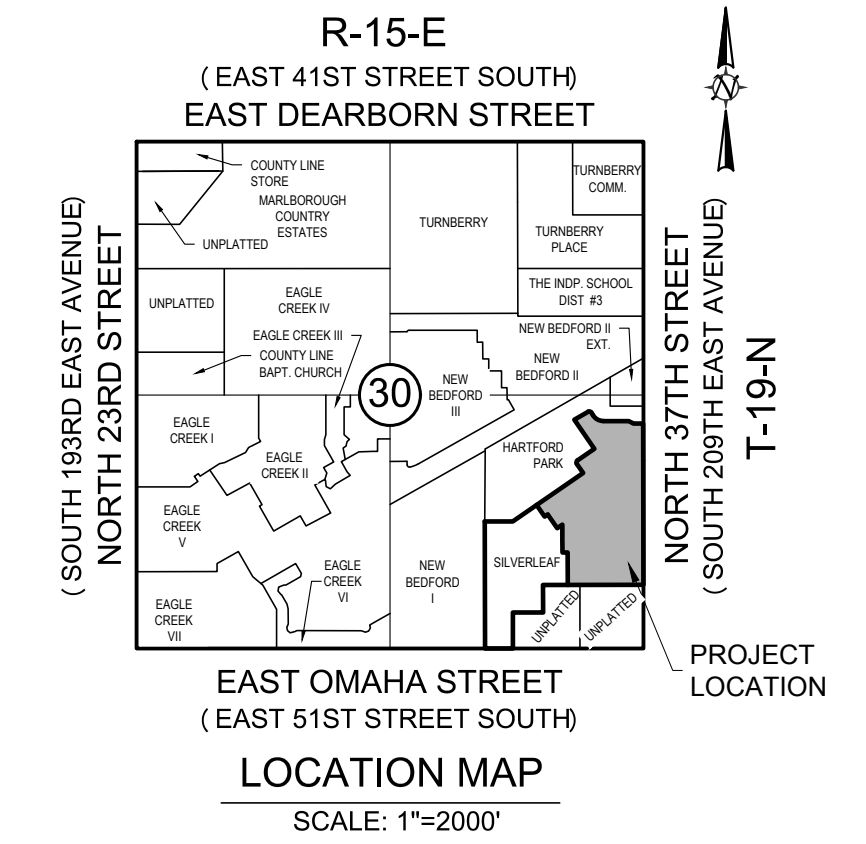 R-15-E
( EAST 41ST STREET SOUTH)
EAST DEARBORN STREET
N
COUNTY LINE
STORE
MARLBOROUGH
COUNTRY
ESTATES
UNPLATTED
TURNBERRY
TURNBERRY
COMM.
TURNBERRY
PLACE
UNPLATTED
EAGLE
CREEK IV
THE INDP. SCHOOL
DIST #3
EAGLE CREEK III
COUNTY LINE
BAPT. CHURCH
NEW BEDFORD II
EXT.
NEW
BEDFORD II
30
NEW
BEDFORD
III
EAGLE
CREEK I
EAGLE
CREEK II
HARTFORD
PARK
EAGLE
CREEK
V
EAGLE
CREEK
VI
NEW
BEDFORD
I
SILVERLEAF
EAGLE
CREEK
VII
UNPLATTED
UNPLATTED
( SOUTH 193RD EAST AVENUE)
NORTH 23RD STREET
NORTH 37TH STREET
( SOUTH 209TH EAST AVENUE)
T-19-N
PROJECT
LOCATION
EAST OMAHA STREET
( EAST 51ST STREET SOUTH)
LOCATION MAP
SCALE: 1"=2000'